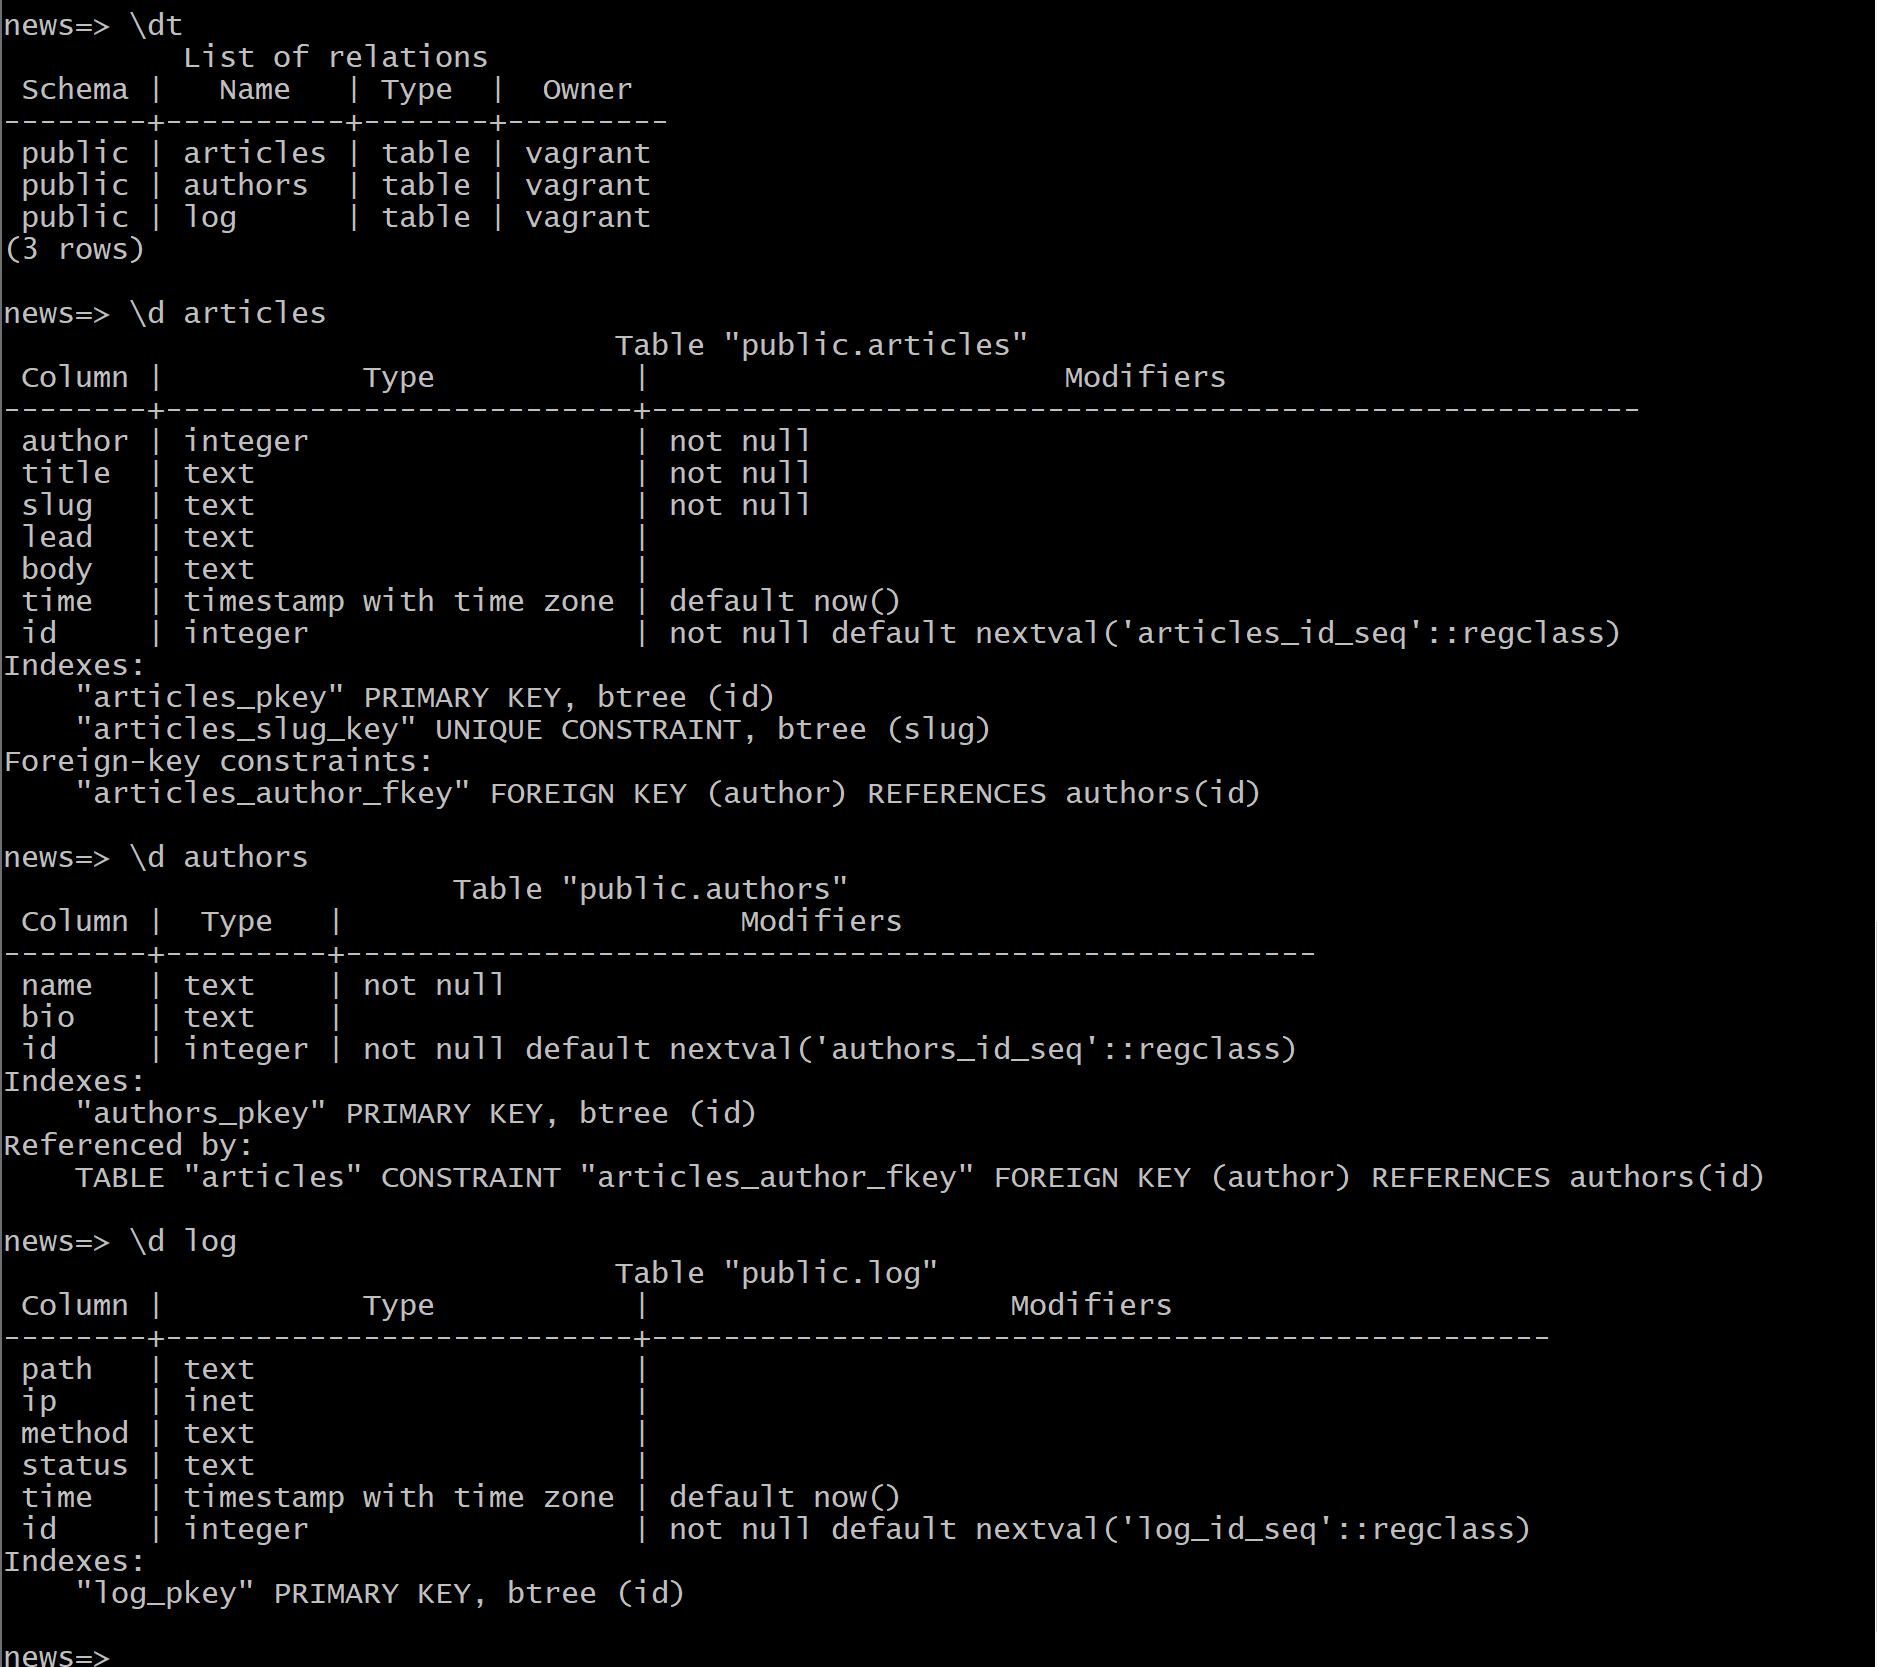 news=> \dt
          List of relations
 Schema |   Name   | Type  |  Owner
--------+----------+-------+---------
 public | articles | table | vagrant
 public | authors  | table | vagrant
 public | log      | table | vagrant
(3 rows)

news=> \d articles
                                  Table "public.articles"
 Column |           Type           |                       Modifiers
--------+--------------------------+-------------------------------------------------------
 author | integer                  | not null
 title  | text                     | not null
 slug   | text                     | not null
 lead   | text                     |
 body   | text                     |
 time   | timestamp with time zone | default now()
 id     | integer                  | not null default nextval('articles_id_seq'::regclass)
Indexes:
    "articles_pkey" PRIMARY KEY, btree (id)
    "articles_slug_key" UNIQUE CONSTRAINT, btree (slug)
Foreign-key constraints:
    "articles_author_fkey" FOREIGN KEY (author) REFERENCES authors(id)

news=> \d authors
                         Table "public.authors"
 Column |  Type   |                      Modifiers
--------+---------+------------------------------------------------------
 name   | text    | not null
 bio    | text    |
 id     | integer | not null default nextval('authors_id_seq'::regclass)
Indexes:
    "authors_pkey" PRIMARY KEY, btree (id)
Referenced by:
    TABLE "articles" CONSTRAINT "articles_author_fkey" FOREIGN KEY (author) REFERENCES authors(id)

news=> \d log
                                  Table "public.log"
 Column |           Type           |                    Modifiers
--------+--------------------------+--------------------------------------------------
 path   | text                     |
 ip     | inet                     |
 method | text                     |
 status | text                     |
 time   | timestamp with time zone | default now()
 id     | integer                  | not null default nextval('log_id_seq'::regclass)
Indexes:
    "log_pkey" PRIMARY KEY, btree (id)

news=>